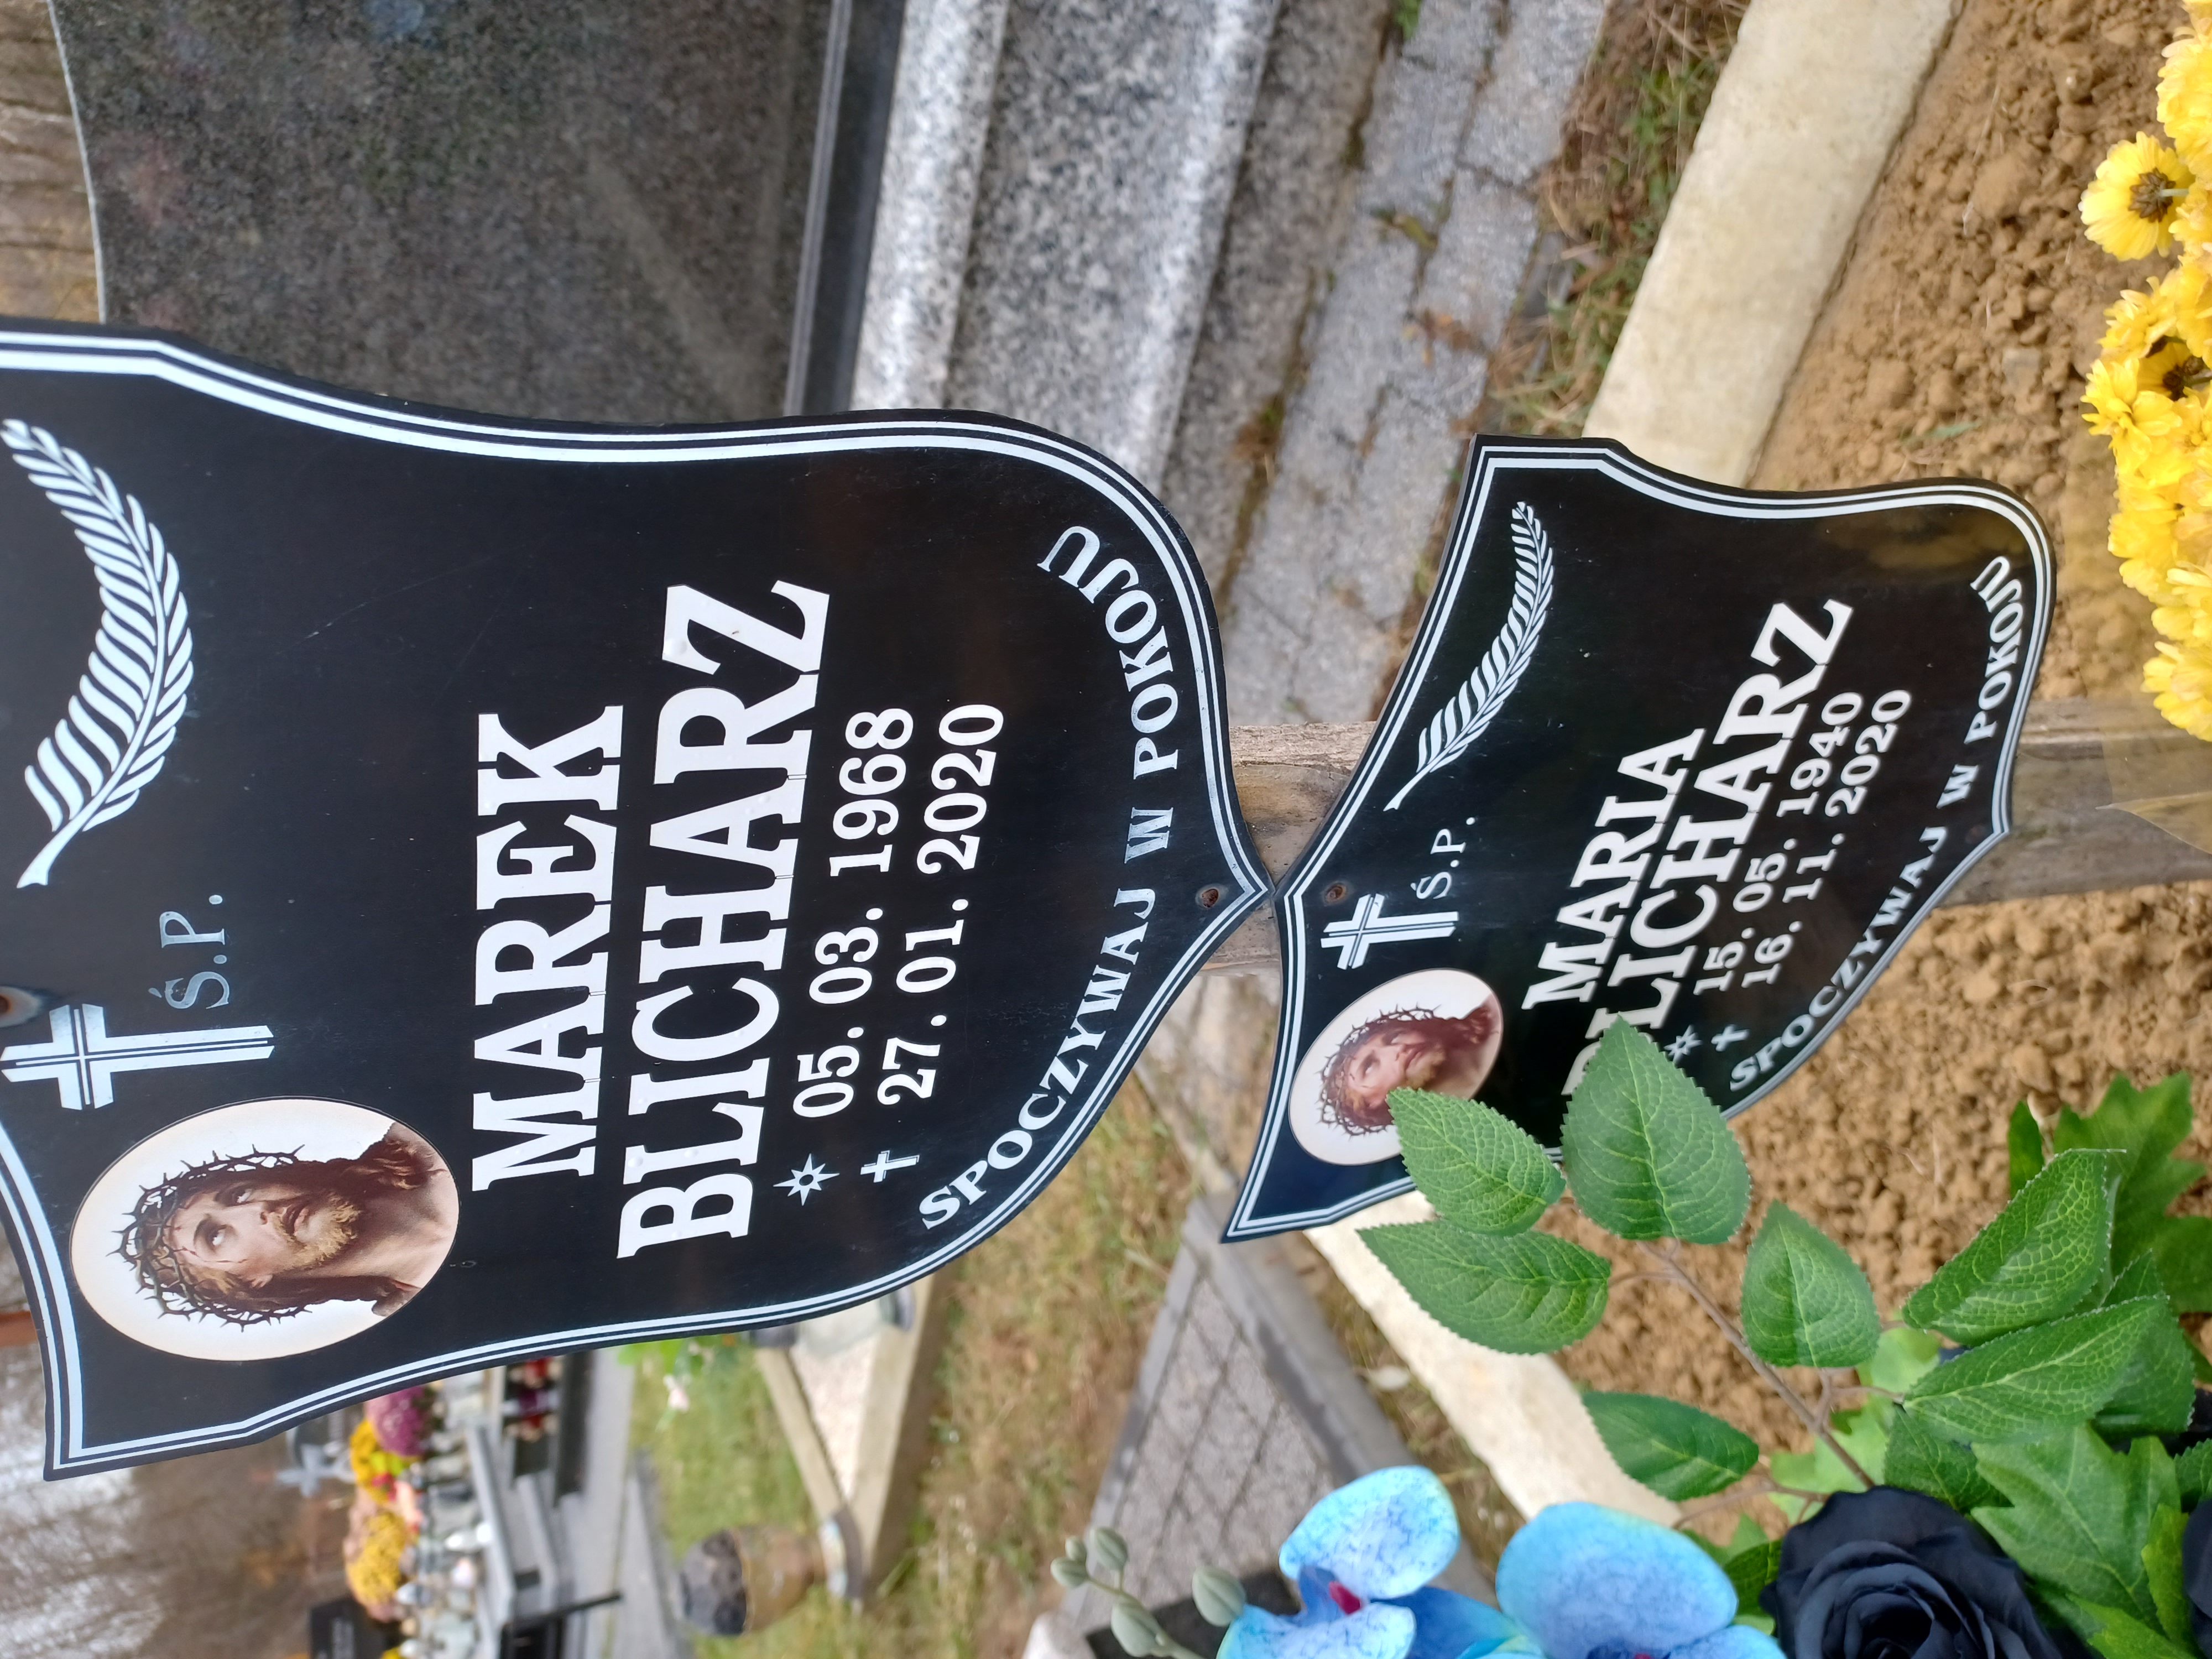 Ś.P.
MAREK
BLICHARZ
05. 03. 1968
27. 01. 2020
SPOCZYWAJ W POKOJU
Ś.P.
MARIA
BLICHARZ
15. 05. 1940
16. 11. 2020
SPOCZYWAJ W POKOJU